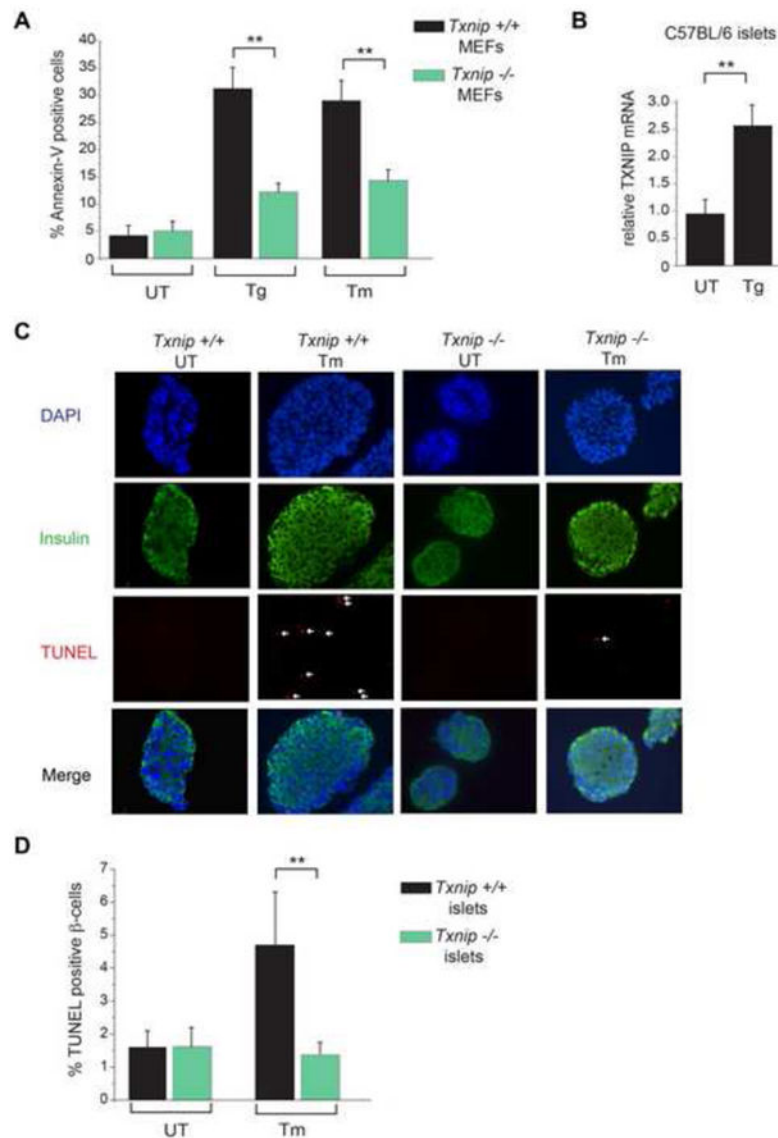 A
% Annexin-V positive cells
40
35
30
25
20
15
10
5
0
**
**
UT
Tg
Tm
Txnip +/+
MEFs
Txnip -/-
MEFs
B
C57BL/6 islets
**
relative TXNIP mRNA
3.0
2.5
2.0
1.5
1.0
0.5
0.0
UT
Tg
C
Txnip +/+
UT
Txnip +/+
Tm
Txnip -/-
UT
Txnip -/-
Tm
DAPI
Insulin
TUNEL
Merge
D
% TUNEL positive β-cells
7
6
5
4
3
2
1
0
**
UT
Tm
Txnip +/+
islets
Txnip -/-
islets